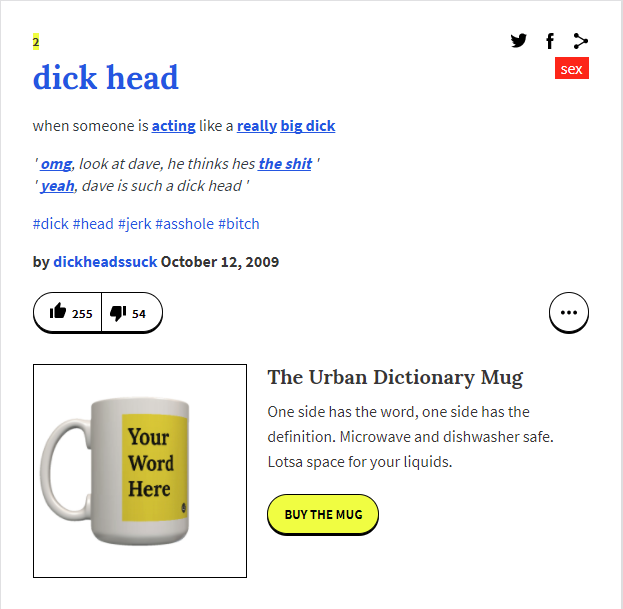 2
dick head
sex
when someone is acting like a really big dick
' omg, look at dave, he thinks hes the shit '
' yeah, dave is such a dick head '
#dick #head #jerk #asshole #bitch
by dickheadssuck October 12, 2009
255 54
The Urban Dictionary Mug
One side has the word, one side has the
definition. Microwave and dishwasher safe.
Lotsa space for your liquids.
Your
Word
Here
BUY THE MUG